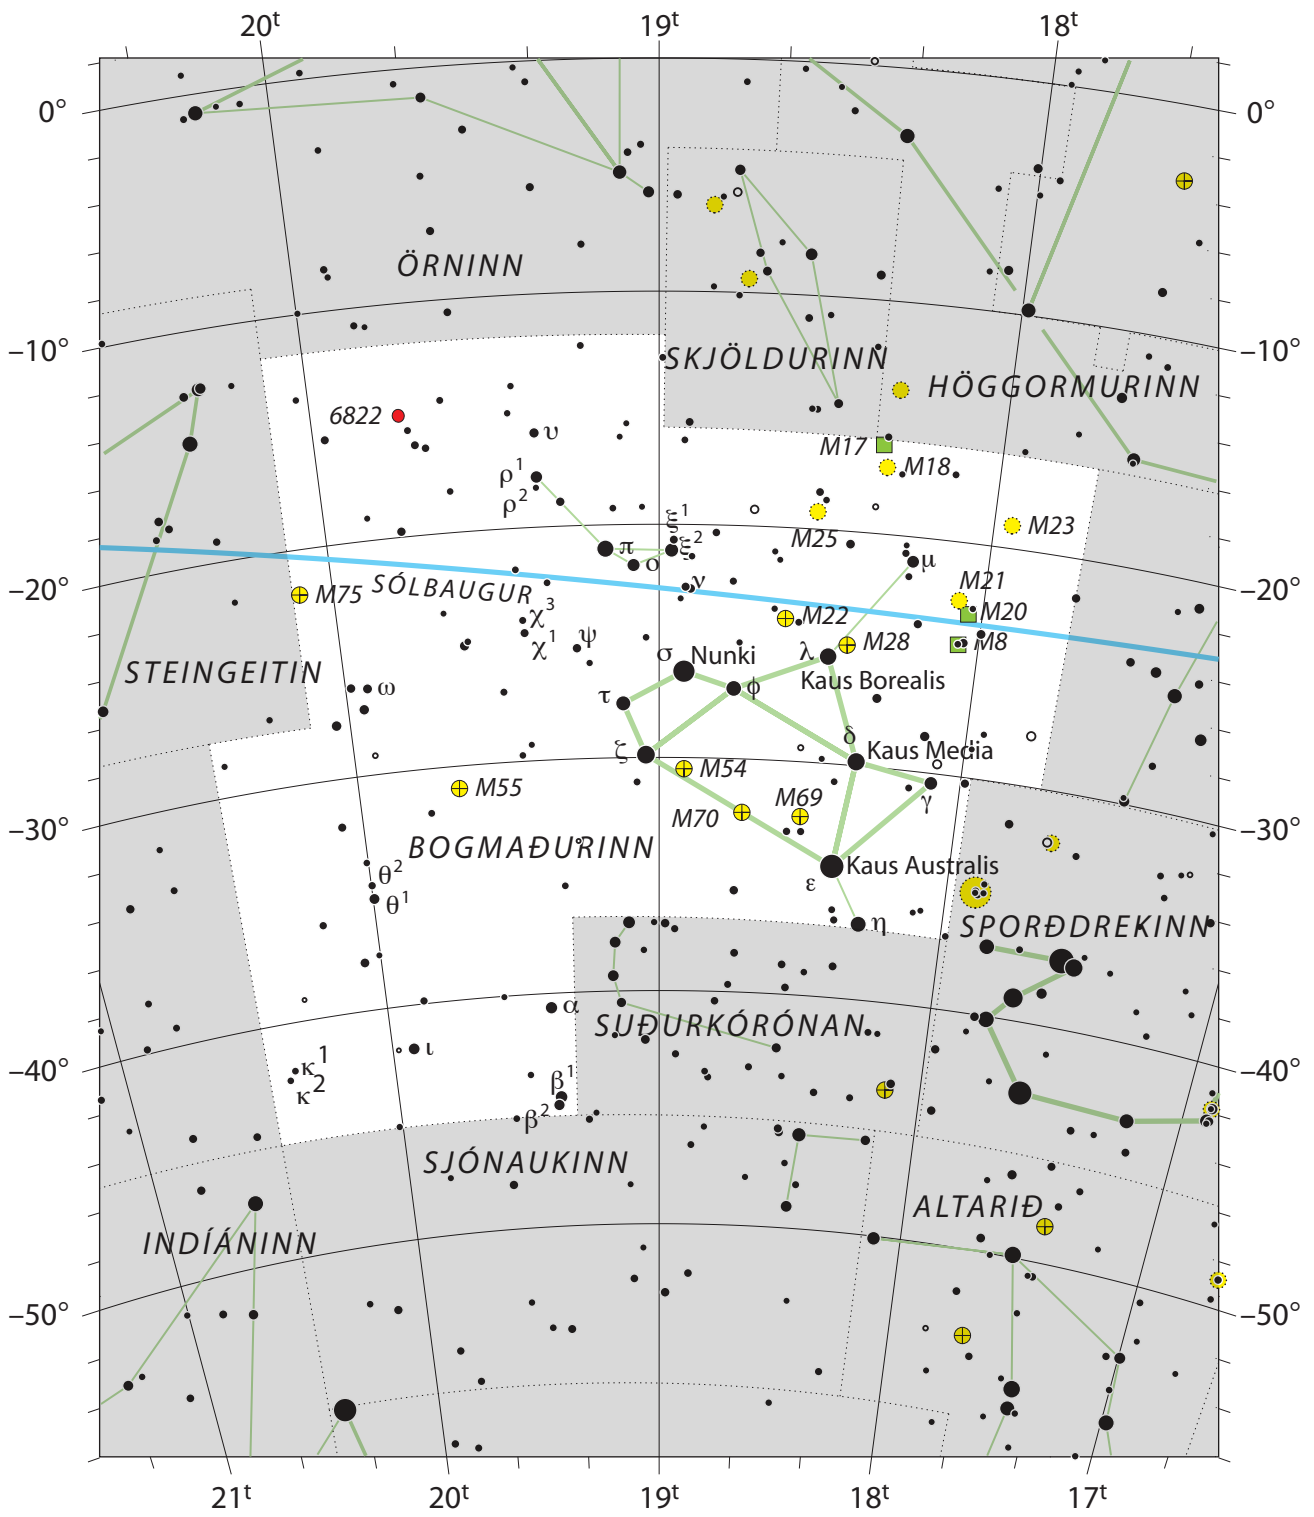 20ᵗ 19ᵗ 18ᵗ
0° 0°
ÖRNINN
–10° SKJÖLDURINN –10°
HÖGGORMURINN
6822
υ
M17
M18
ρ¹
ρ²
ξ¹
M25
M23
π ξ²
ο
μ
–20° ν –20°
M75 SÓLBAUGUR
M21
χ³ M22 M20
χ¹ ψ M28 M8
STEINGEITIN
σ Nunki λ
ω φ Kaus Borealis
τ
δ
ζ Kaus Media
M54
M55 M69 γ
M70
–30° –30°
BOGMAÐURINN
θ² Kaus Australis
θ¹ ε
η SPORÐDREKINN
α SUÐURKÓRÓNAN
ι
κ¹
κ²
–40° –40°
β¹
β²
SJÓNAUKINN
ALTARIÐ
INDÍÁNINN
–50° –50°
21ᵗ 20ᵗ 19ᵗ 18ᵗ 17ᵗ